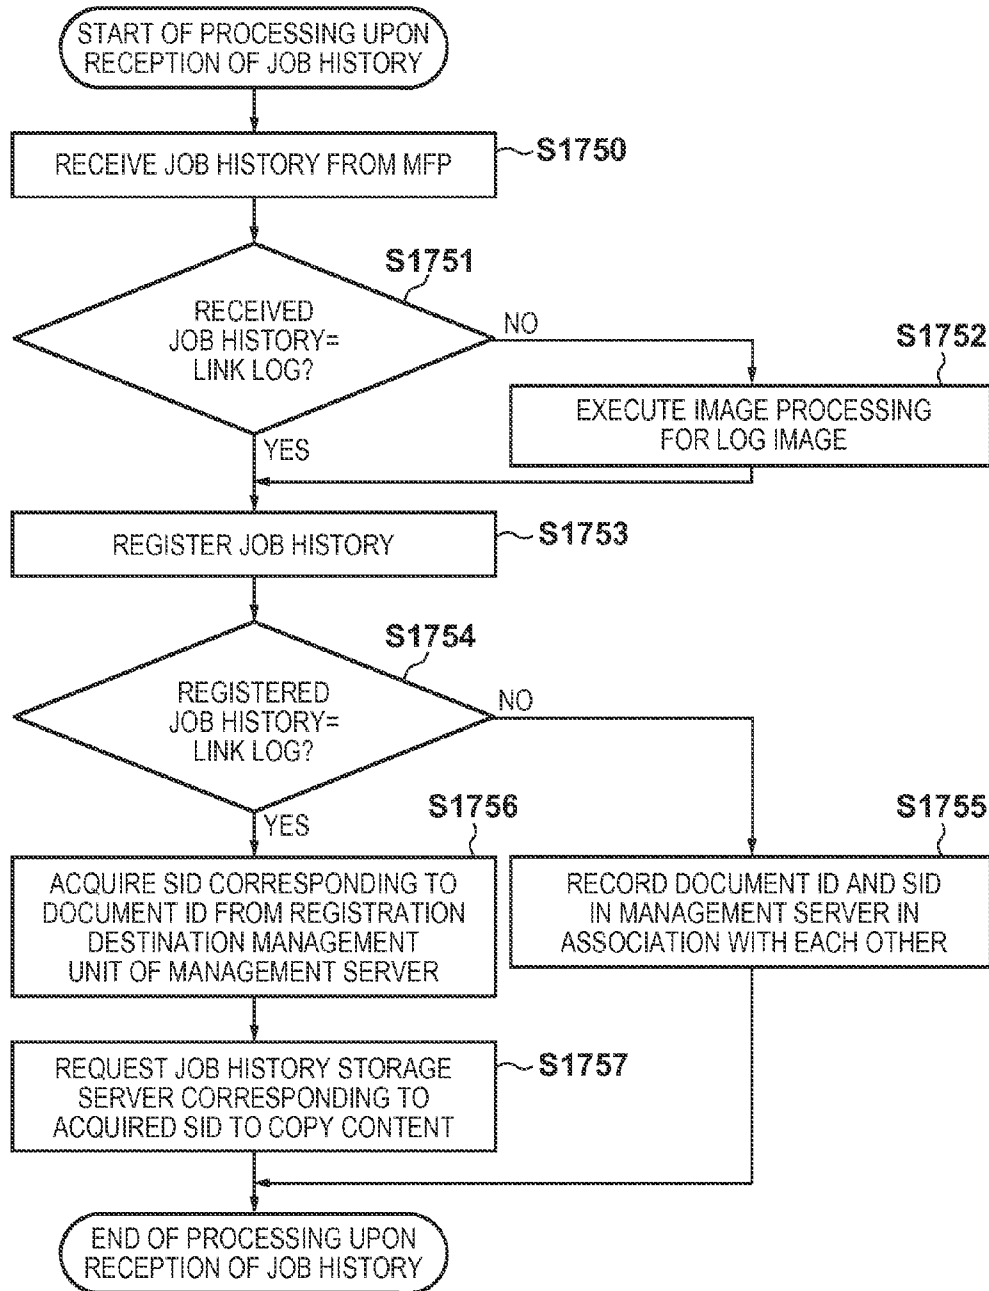 START OF PROCESSING UPON
RECEPTION OF JOB HISTORY
RECEIVE JOB HISTORY FROM MFP
S1750
S1751
RECEIVED
JOB HISTORY=
LINK LOG?
NO
YES
S1752
EXECUTE IMAGE PROCESSING
FOR LOG IMAGE
REGISTER JOB HISTORY
S1753
S1754
REGISTERED
JOB HISTORY=
LINK LOG?
NO
YES
S1756
ACQUIRE SID CORRESPONDING TO
DOCUMENT ID FROM REGISTRATION
DESTINATION MANAGEMENT
UNIT OF MANAGEMENT SERVER
S1755
RECORD DOCUMENT ID AND SID
IN MANAGEMENT SERVER IN
ASSOCIATION WITH EACH OTHER
REQUEST JOB HISTORY STORAGE
SERVER CORRESPONDING TO
ACQUIRED SID TO COPY CONTENT
S1757
END OF PROCESSING UPON
RECEPTION OF JOB HISTORY